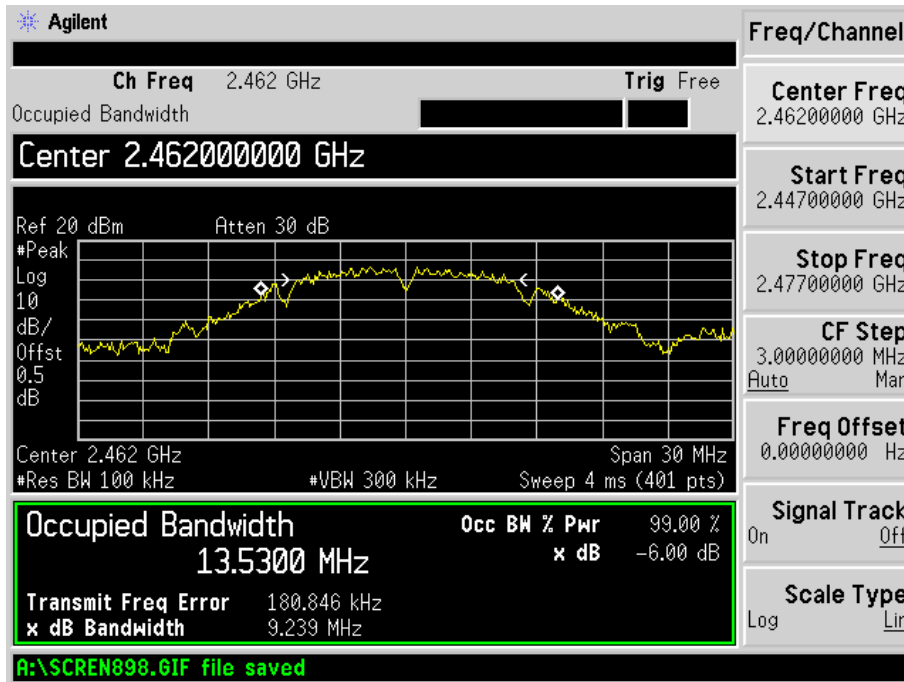 Agilent
Freq/Channel
Ch Freq 2.462 GHz Trig Free
Occupied Bandwidth
Center 2.462000000 GHz
Ref 20 dBm Atten 30 dB
#Peak
Log
10
dB/
Offst
0.5
dB
Center 2.462 GHz Span 30 MHz
#Res BW 100 kHz #VBW 300 kHz Sweep 4 ms (401 pts)
Occupied Bandwidth Occ BW % Pwr 99.00 %
13.5300 MHz x dB -6.00 dB
Transmit Freq Error 180.846 kHz
x dB Bandwidth 9.239 MHz
A:\SCREN898.GIF file saved
Center Freq
2.46200000 GHz
Start Freq
2.44700000 GHz
Stop Freq
2.47700000 GHz
CF Step
3.00000000 MHz
Auto Man
Freq Offset
0.00000000 Hz
Signal Track
On Off
Scale Type
Log Lin